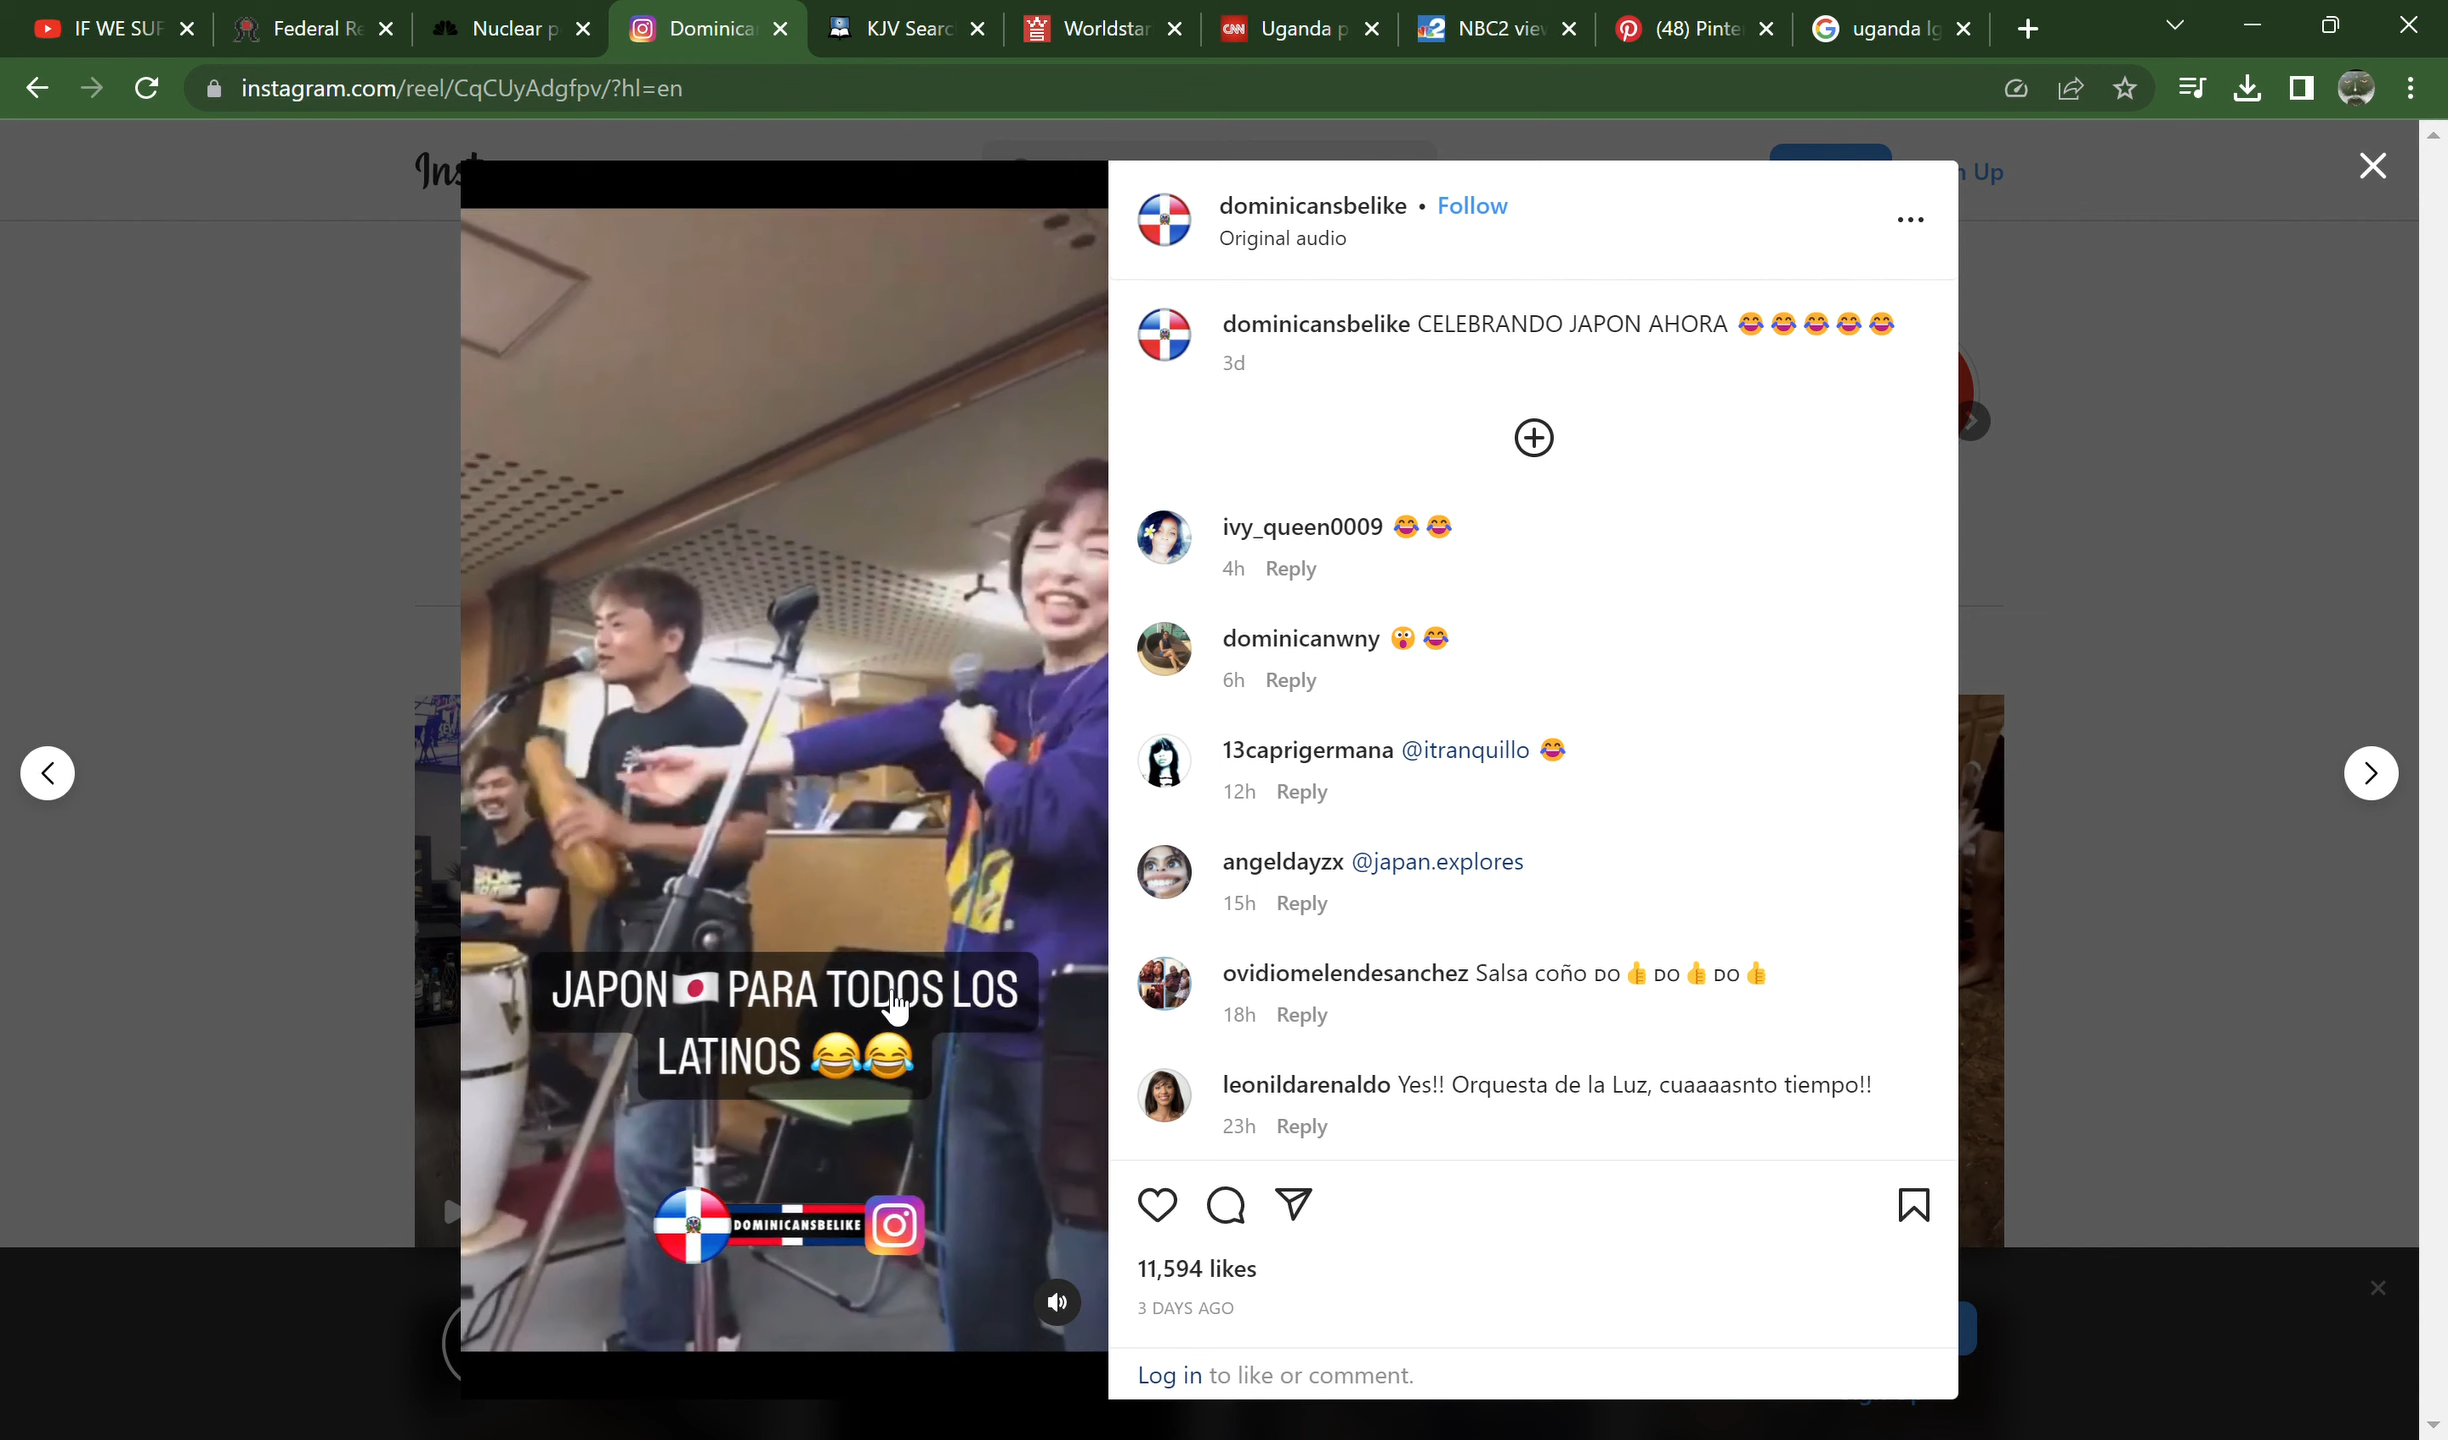 IF WE SUF
Federal Re
Nuclear p
Dominica
KJV Searc
Worldstar
Uganda p
NBC2 vie
(48) Pinte
uganda lg
instagram.com/reel/CqCUyAdgfpv/?hl=en
Up
dominicansbelike • Follow
Original audio
dominicansbelike CELEBRANDO JAPON AHORA 😂😂😂😂😂
3d
ivy_queen0009 😂😂
4h Reply
dominicanwny 😲😂
6h Reply
13caprigermana @itranquillo 😂
12h Reply
angeldayzx @japan.explores
15h Reply
ovidiomelendesanchez Salsa coño DO👍DO👍DO👍
18h Reply
leonildarenaldo Yes!! Orquesta de la Luz, cuaaaasnto tiempo!!
23h Reply
11,594 likes
3 DAYS AGO
Log in to like or comment.
JAPON🇯🇵PARA TODOS LOS
LATINOS 😂😂
DOMINICANSBELIKE